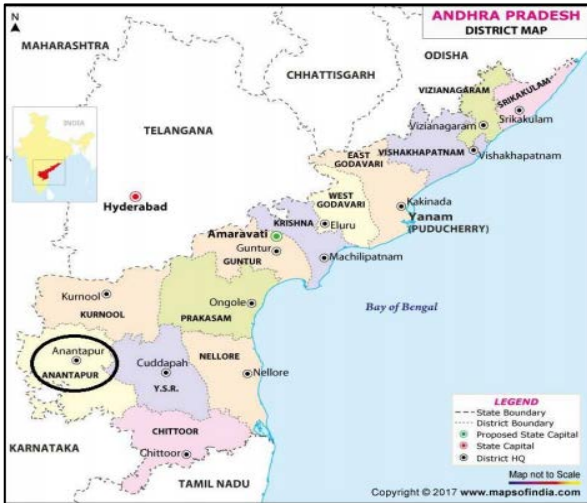 ANDHRA PRADESH
DISTRICT MAP
N
MAHARASHTRA
ODISHA
CHHATTISGARH
INDIA
TELANGANA
Hyderabad
VIZIANAGARAM
SRIKAKULAM
Srikakulam
Vizianagaram
VISHAKHAPATNAM
Vishakhapatnam
EAST
GODAVARI
WEST
GODAVARI
Kakinada
Yanam
(PUDUCHERRY)
KRISHNA
Eluru
Amaravati
Guntur
GUNTUR
Machilipatnam
Kurnool
KURNOOL
Ongole
PRAKASAM
Bay of Bengal
Anantapur
ANANTAPUR
Cuddapah
Y.S.R.
NELLORE
Nellore
CHITTOOR
Chittoor
KARNATAKA
TAMIL NADU
LEGEND
State Boundary
District Boundary
Proposed State Capital
State Capital
District HQ
Map not to Scale
Copyright © 2017 www.mapsofindia.com